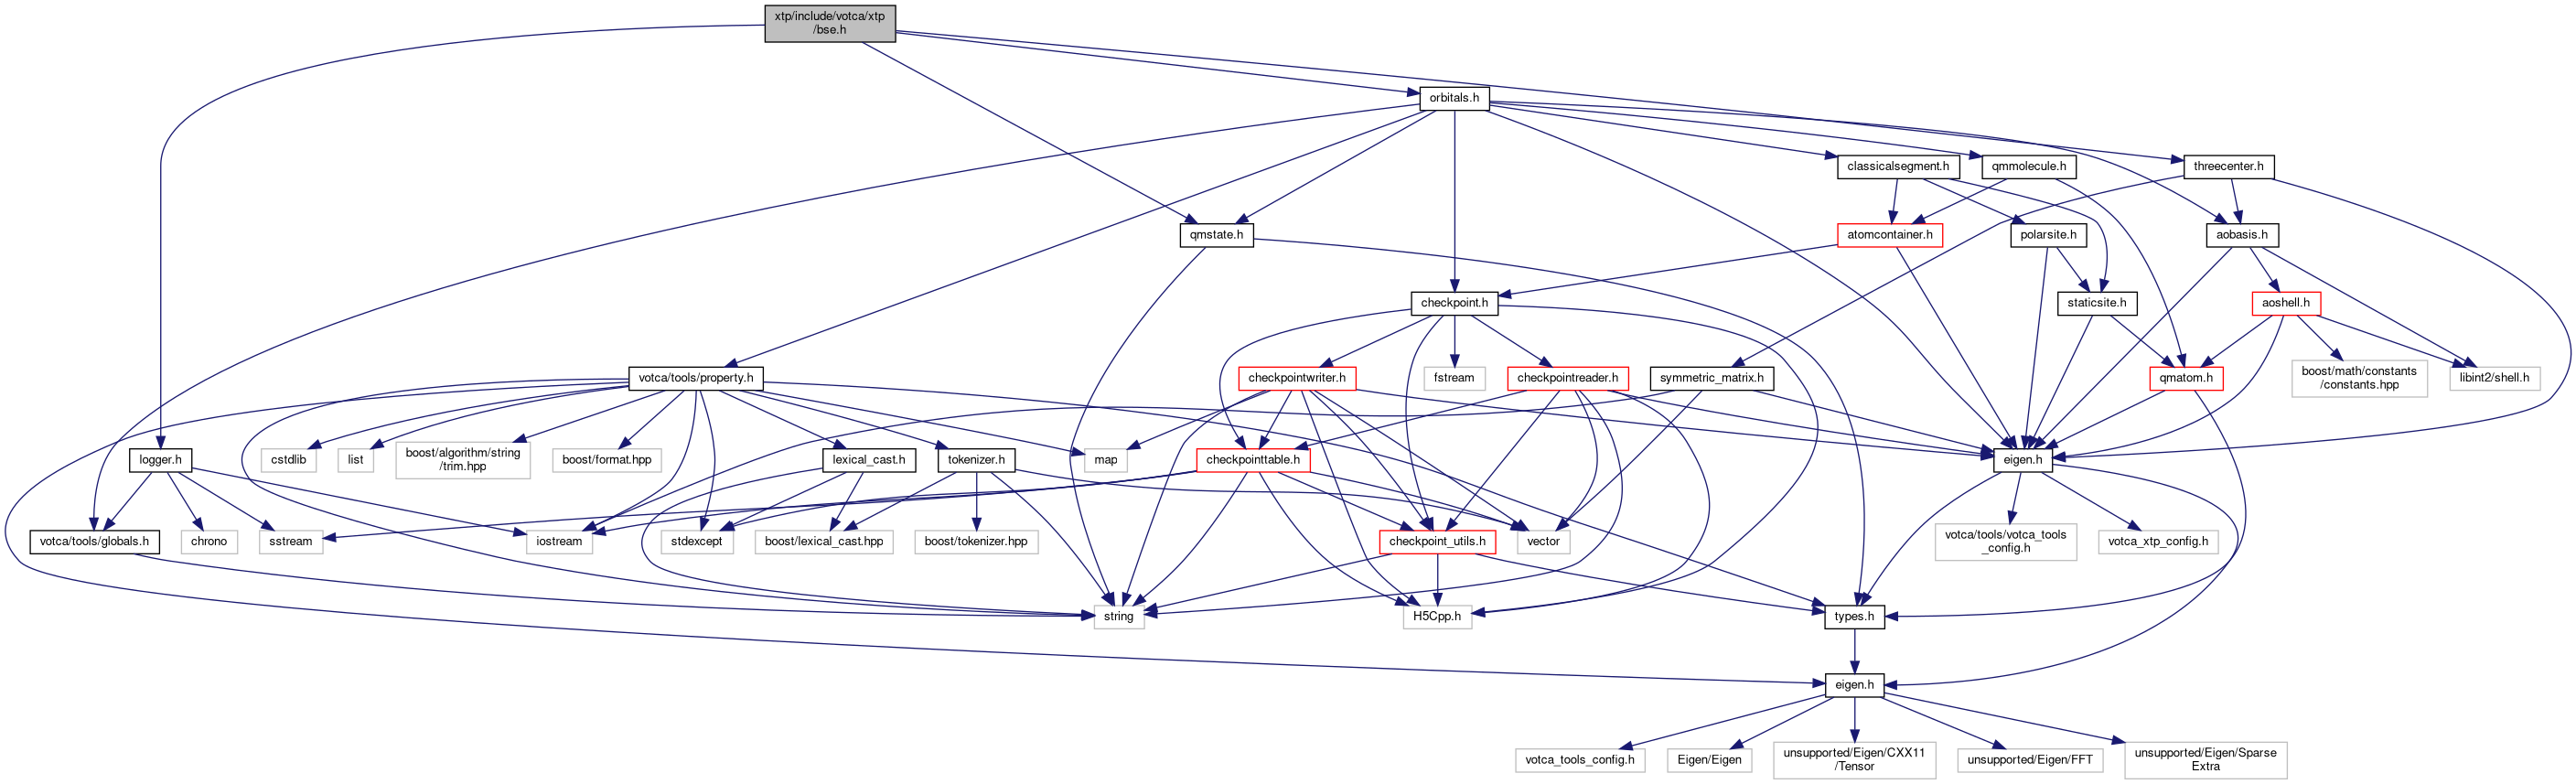 xtp/include/votca/xtp
/bse.h
orbitals.h
classicalsegment.h
qmmolecule.h
threecenter.h
qmstate.h
atomcontainer.h
polarsite.h
aobasis.h
checkpoint.h
staticsite.h
aoshell.h
votca/tools/property.h
checkpointwriter.h
fstream
checkpointreader.h
symmetric_matrix.h
qmatom.h
boost/math/constants
/constants.hpp
libint2/shell.h
logger.h
cstdlib
list
boost/algorithm/string
/trim.hpp
boost/format.hpp
lexical_cast.h
tokenizer.h
map
checkpointtable.h
eigen.h
votca/tools/globals.h
chrono
sstream
iostream
stdexcept
boost/lexical_cast.hpp
boost/tokenizer.hpp
checkpoint_utils.h
vector
votca/tools/votca_tools
_config.h
votca_xtp_config.h
string
H5Cpp.h
types.h
eigen.h
votca_tools_config.h
Eigen/Eigen
unsupported/Eigen/CXX11
/Tensor
unsupported/Eigen/FFT
unsupported/Eigen/Sparse
Extra